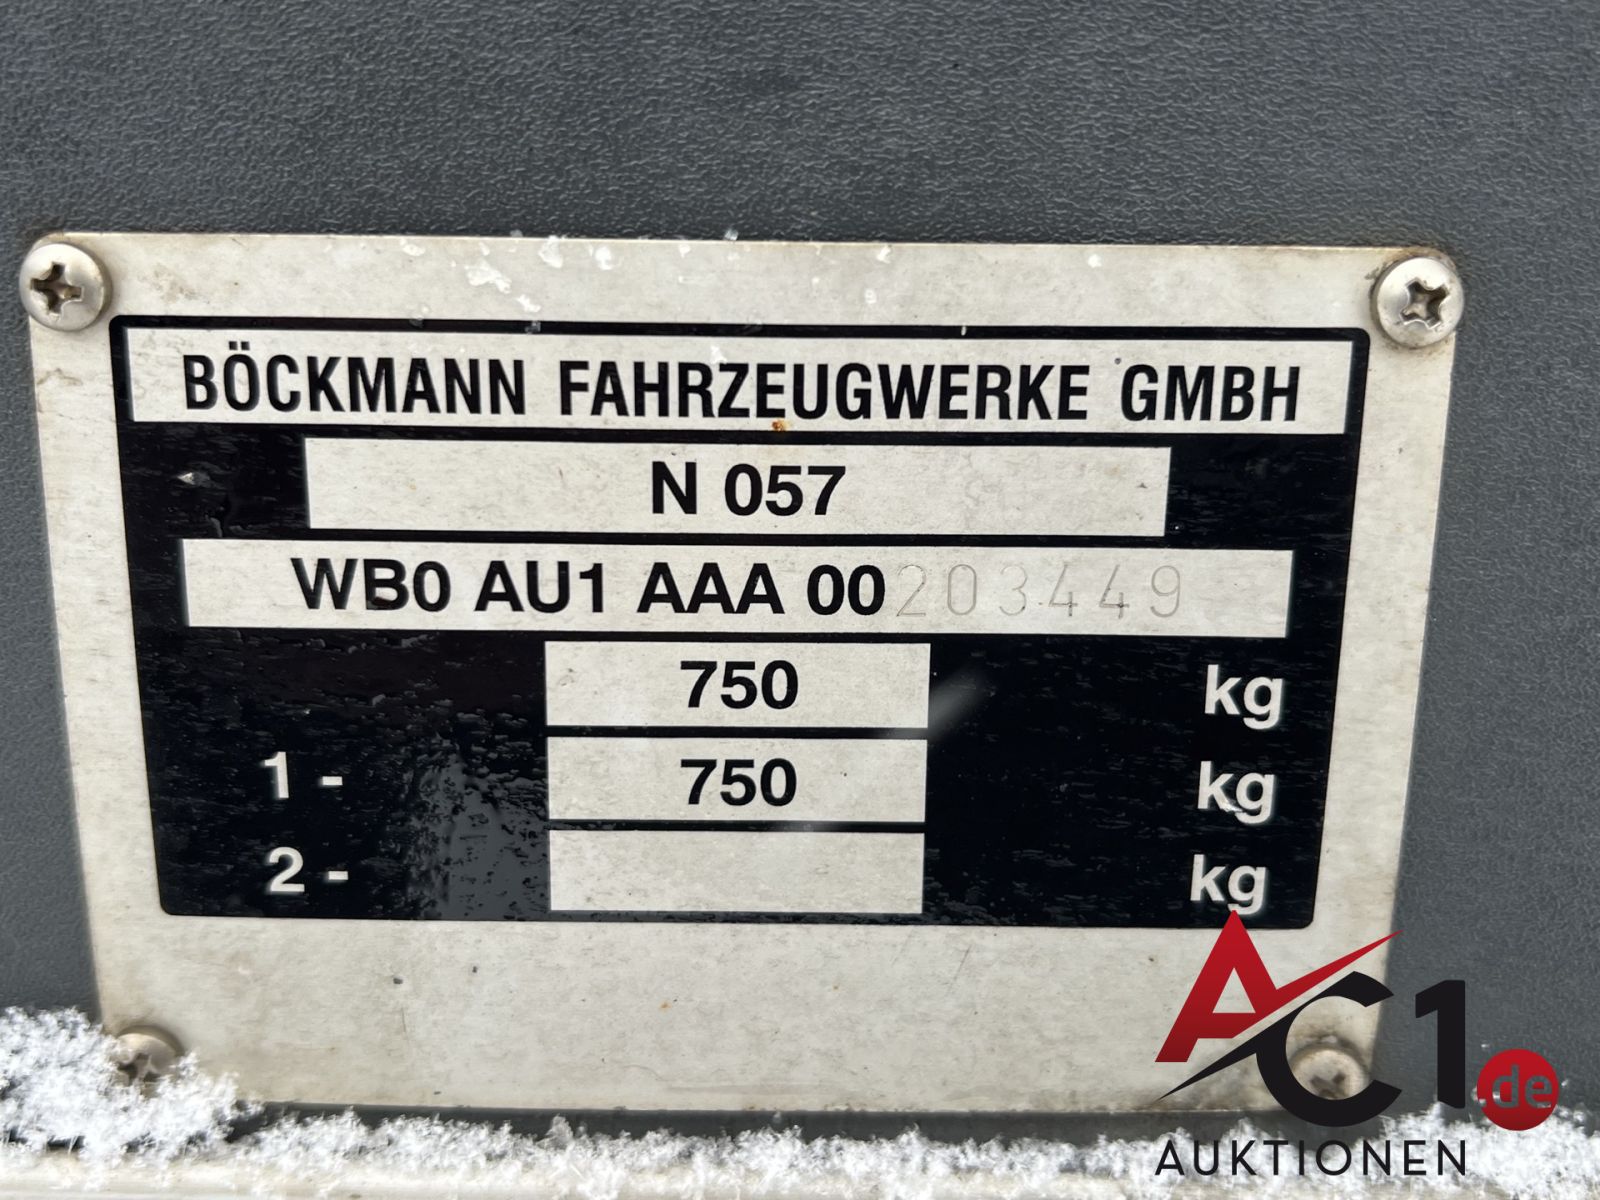 BÖCKMANN FAHRZEUGWERKE GMBH
N 057
WB0 AU1 AAA 00203449
750 kg
1- 750 kg
2- kg
AC1.de
AUKTIONEN